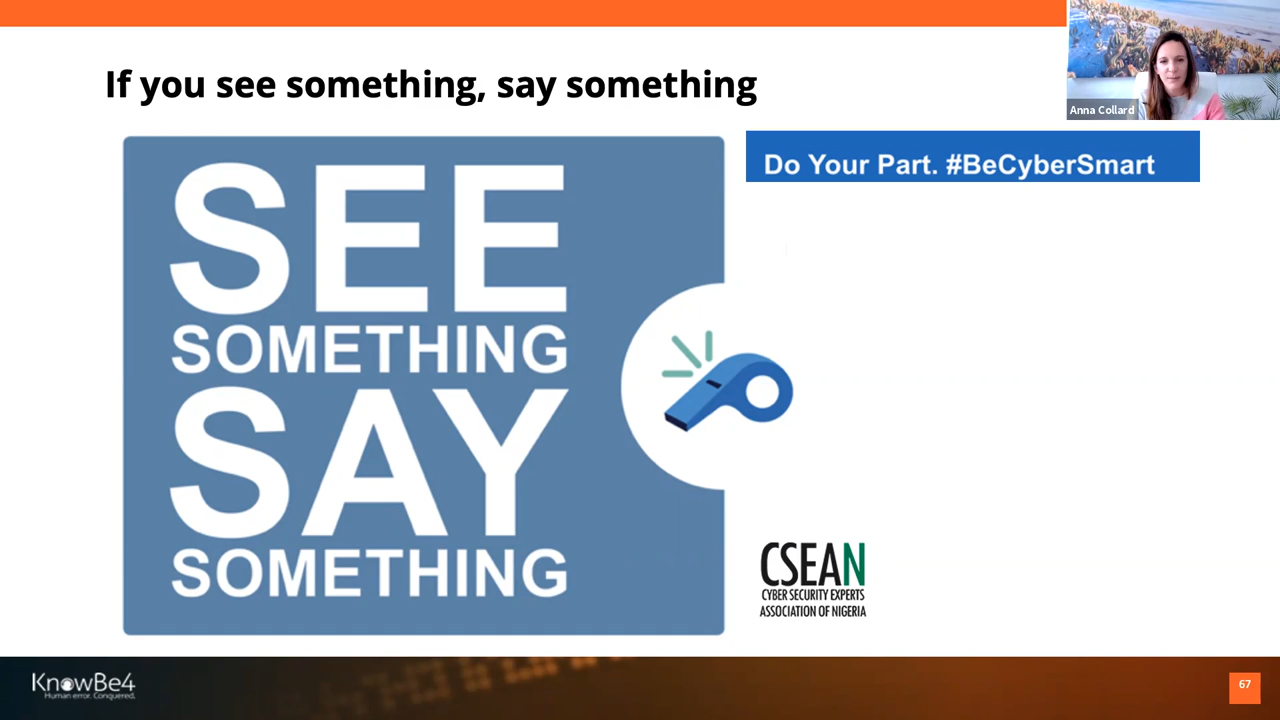 If you see something, say something
Anna Collard
Do Your Part. #BeCyberSmart
SEE
SOMETHING
SAY
SOMETHING
CSEAN
CYBER SECURITY EXPERTS
ASSOCIATION OF NIGERIA
KnowBe4
Human error. Conquered.
67